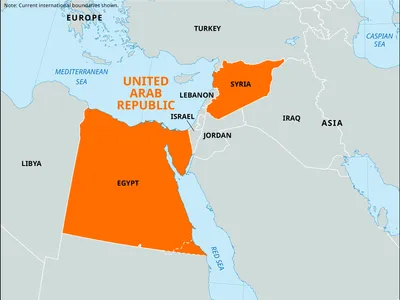 Note: Current international boundaries shown.
EUROPE
TURKEY
CASPIAN
SEA
MEDITERRANEAN
SEA
UNITED
ARAB
REPUBLIC
SYRIA
LEBANON
ISRAEL
IRAQ
ASIA
JORDAN
LIBYA
EGYPT
RED SEA